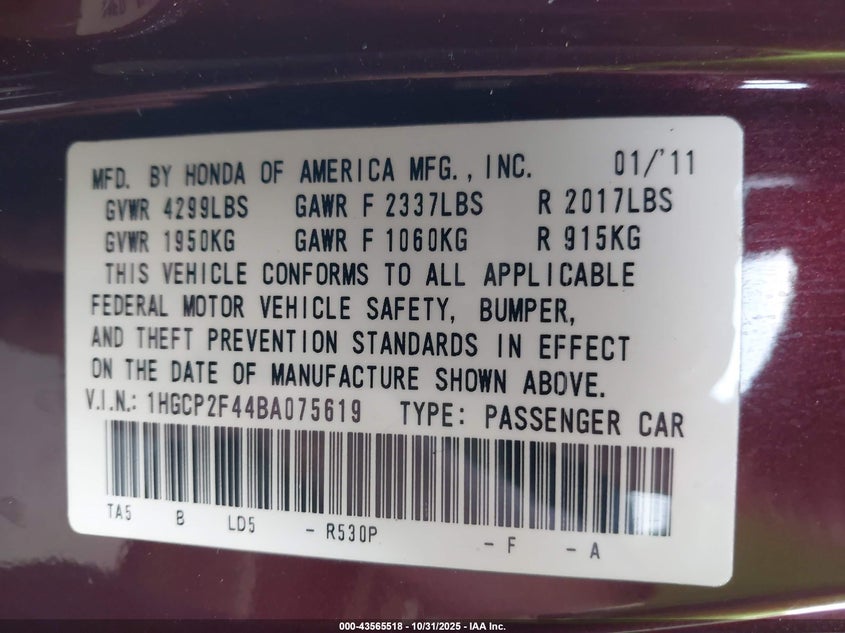 MFD. BY HONDA OF AMERICA MFG., INC. 01/'11
GVWR 4299LBS GAWR F 2337LBS R 2017LBS
GVWR 1950KG GAWR F 1060KG R 915KG
THIS VEHICLE CONFORMS TO ALL APPLICABLE
FEDERAL MOTOR VEHICLE SAFETY, BUMPER,
AND THEFT PREVENTION STANDARDS IN EFFECT
ON THE DATE OF MANUFACTURE SHOWN ABOVE.
V.I.N.: 1HGCP2F44BA075619 TYPE: PASSENGER CAR
TA5 B LD5 - R530P - F - A
000-43565518 - 10/31/2025 - IAA Inc.